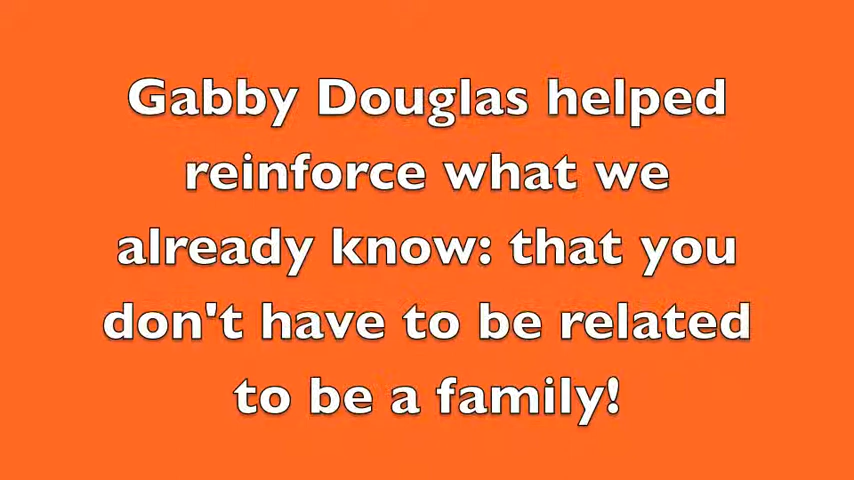 Gabby Douglas helped
reinforce what we
already know: that you
don't have to be related
to be a family!